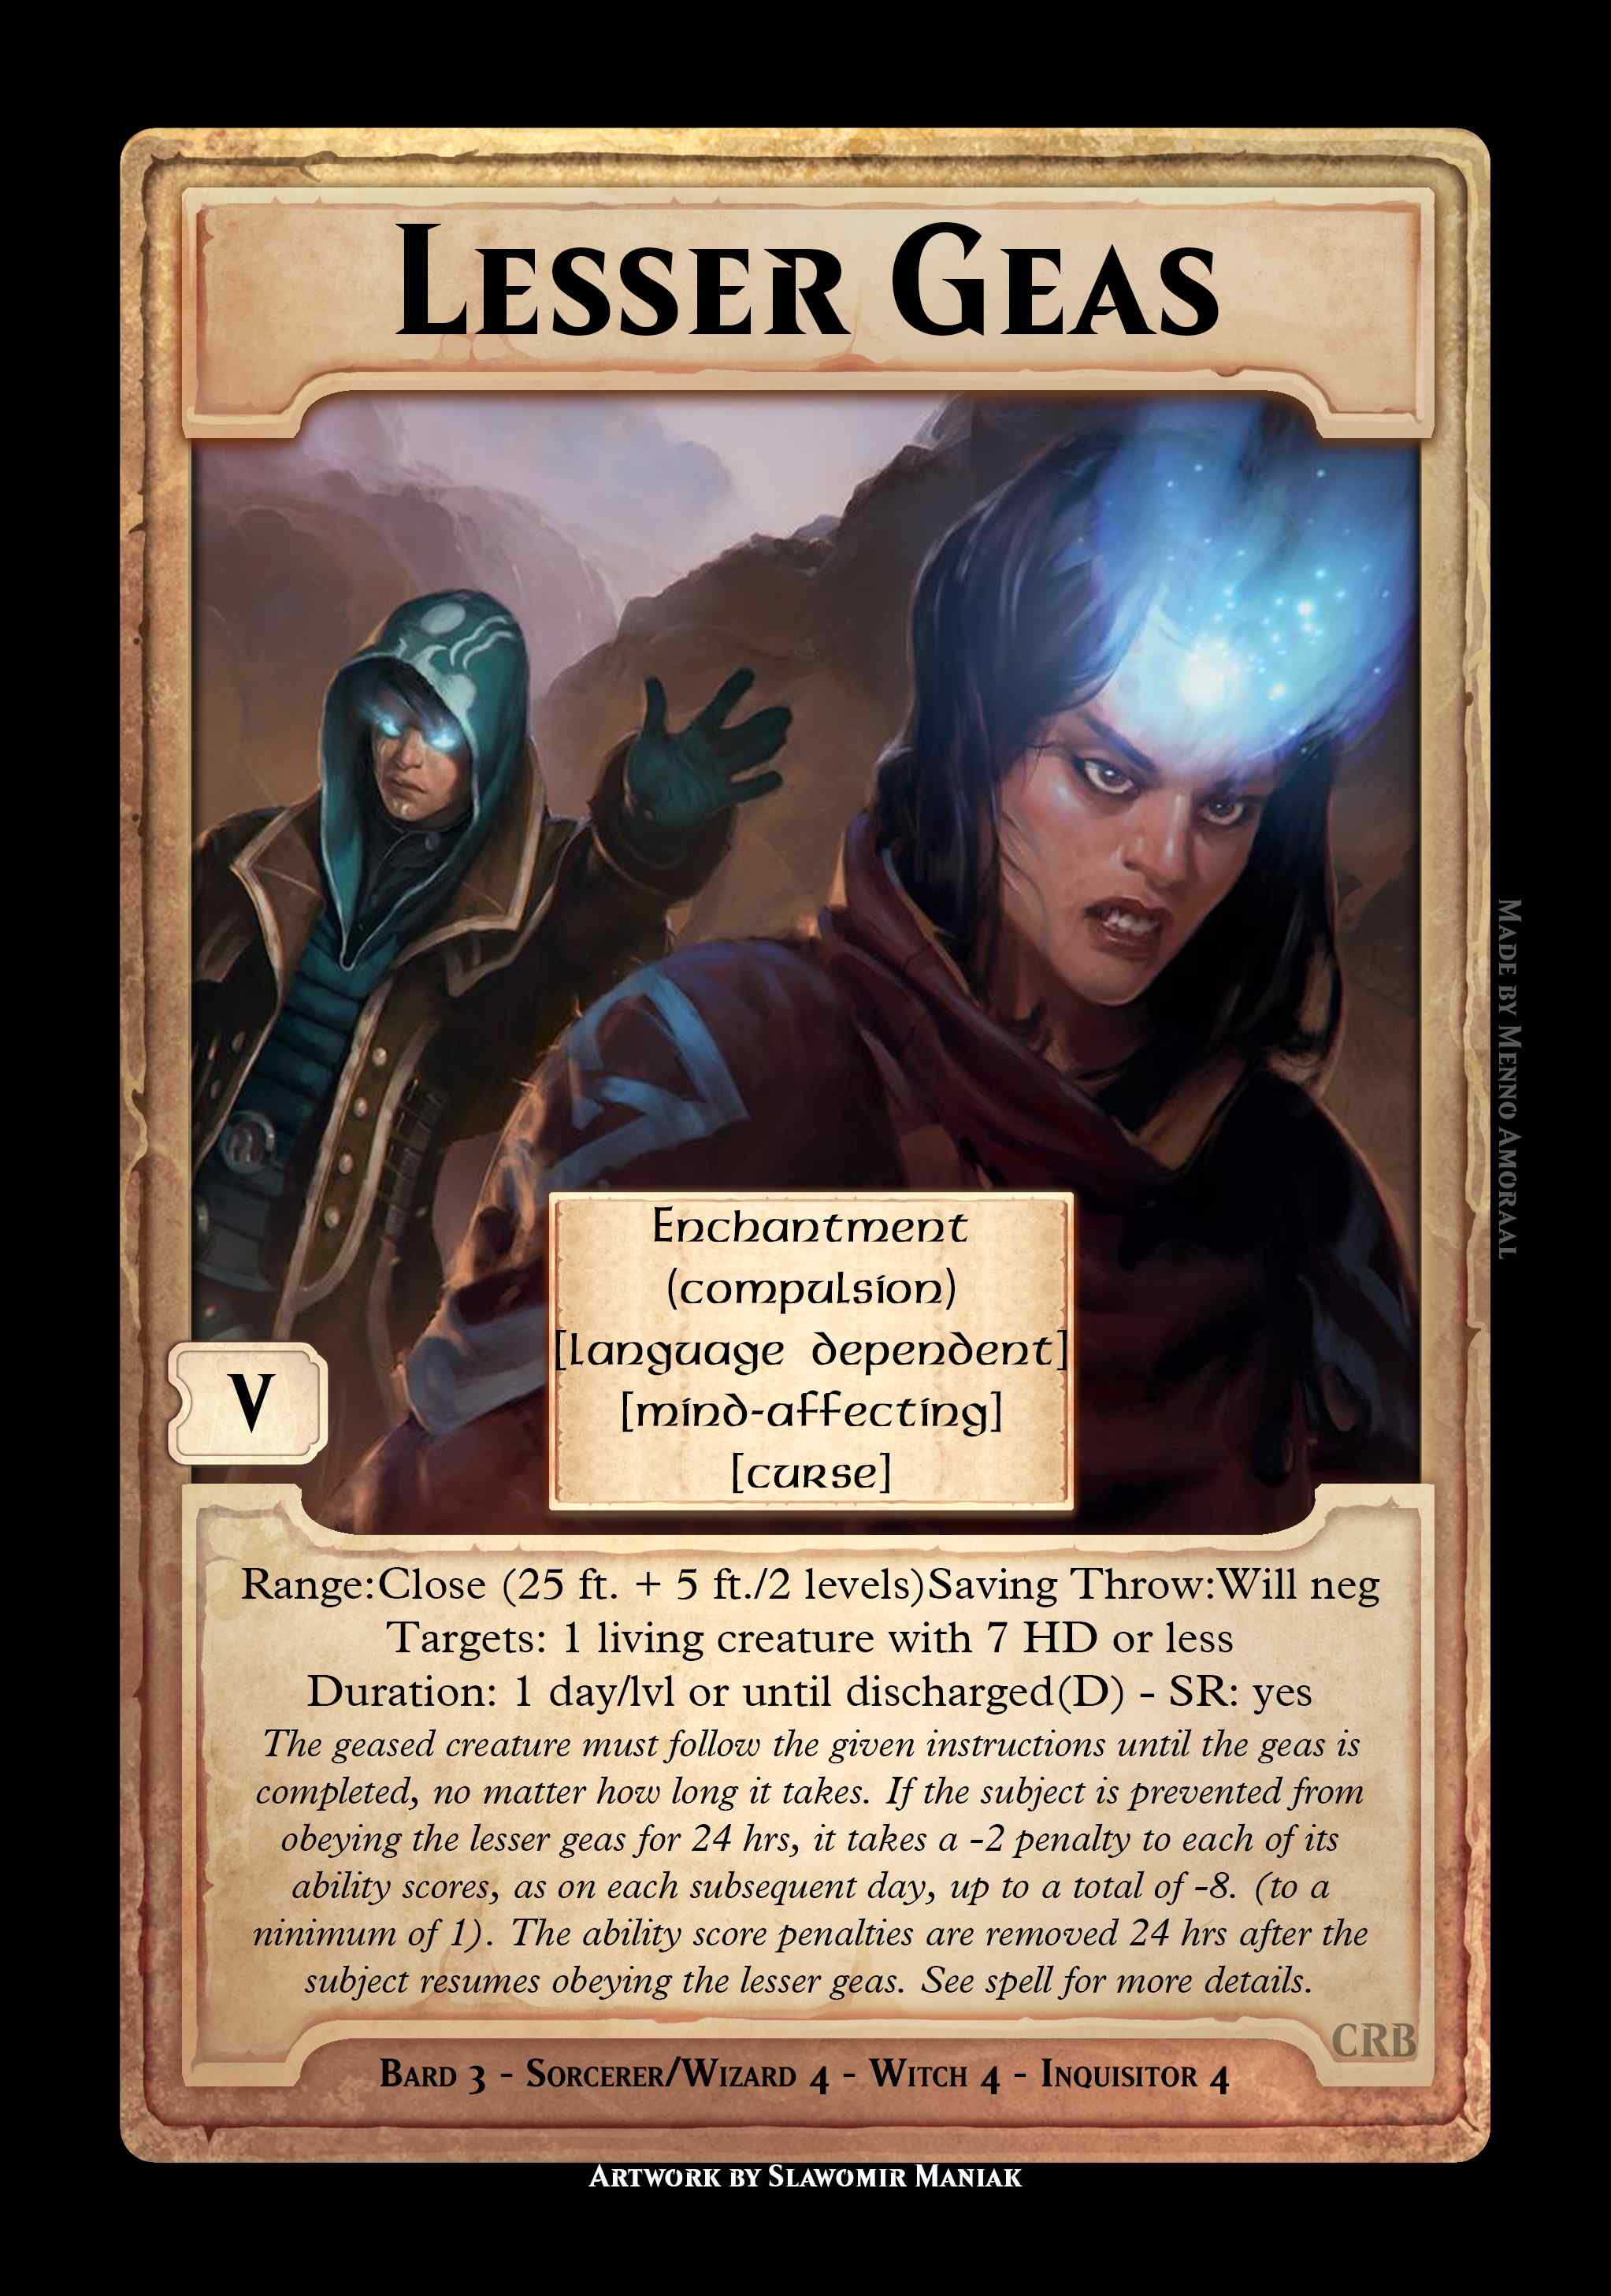 Lesser Geas
Enchantment
(compulsion)
[language dependent]
[mind-affecting]
[curse]
V
Range:Close (25 ft. + 5 ft./2 levels)Saving Throw:Will neg
Targets: 1 living creature with 7 HD or less
Duration: 1 day/lvl or until discharged(D) - SR: yes
The geased creature must follow the given instructions until the geas is
completed, no matter how long it takes. If the subject is prevented from
obeying the lesser geas for 24 hrs, it takes a -2 penalty to each of its
ability scores, as on each subsequent day, up to a total of -8. (to a
minimum of 1). The ability score penalties are removed 24 hrs after the
subject resumes obeying the lesser geas. See spell for more details.
CRB
Bard 3 - Sorcerer/Wizard 4 - Witch 4 - Inquisitor 4
Artwork by Slawomir Maniak
Made by Menno Amoraal